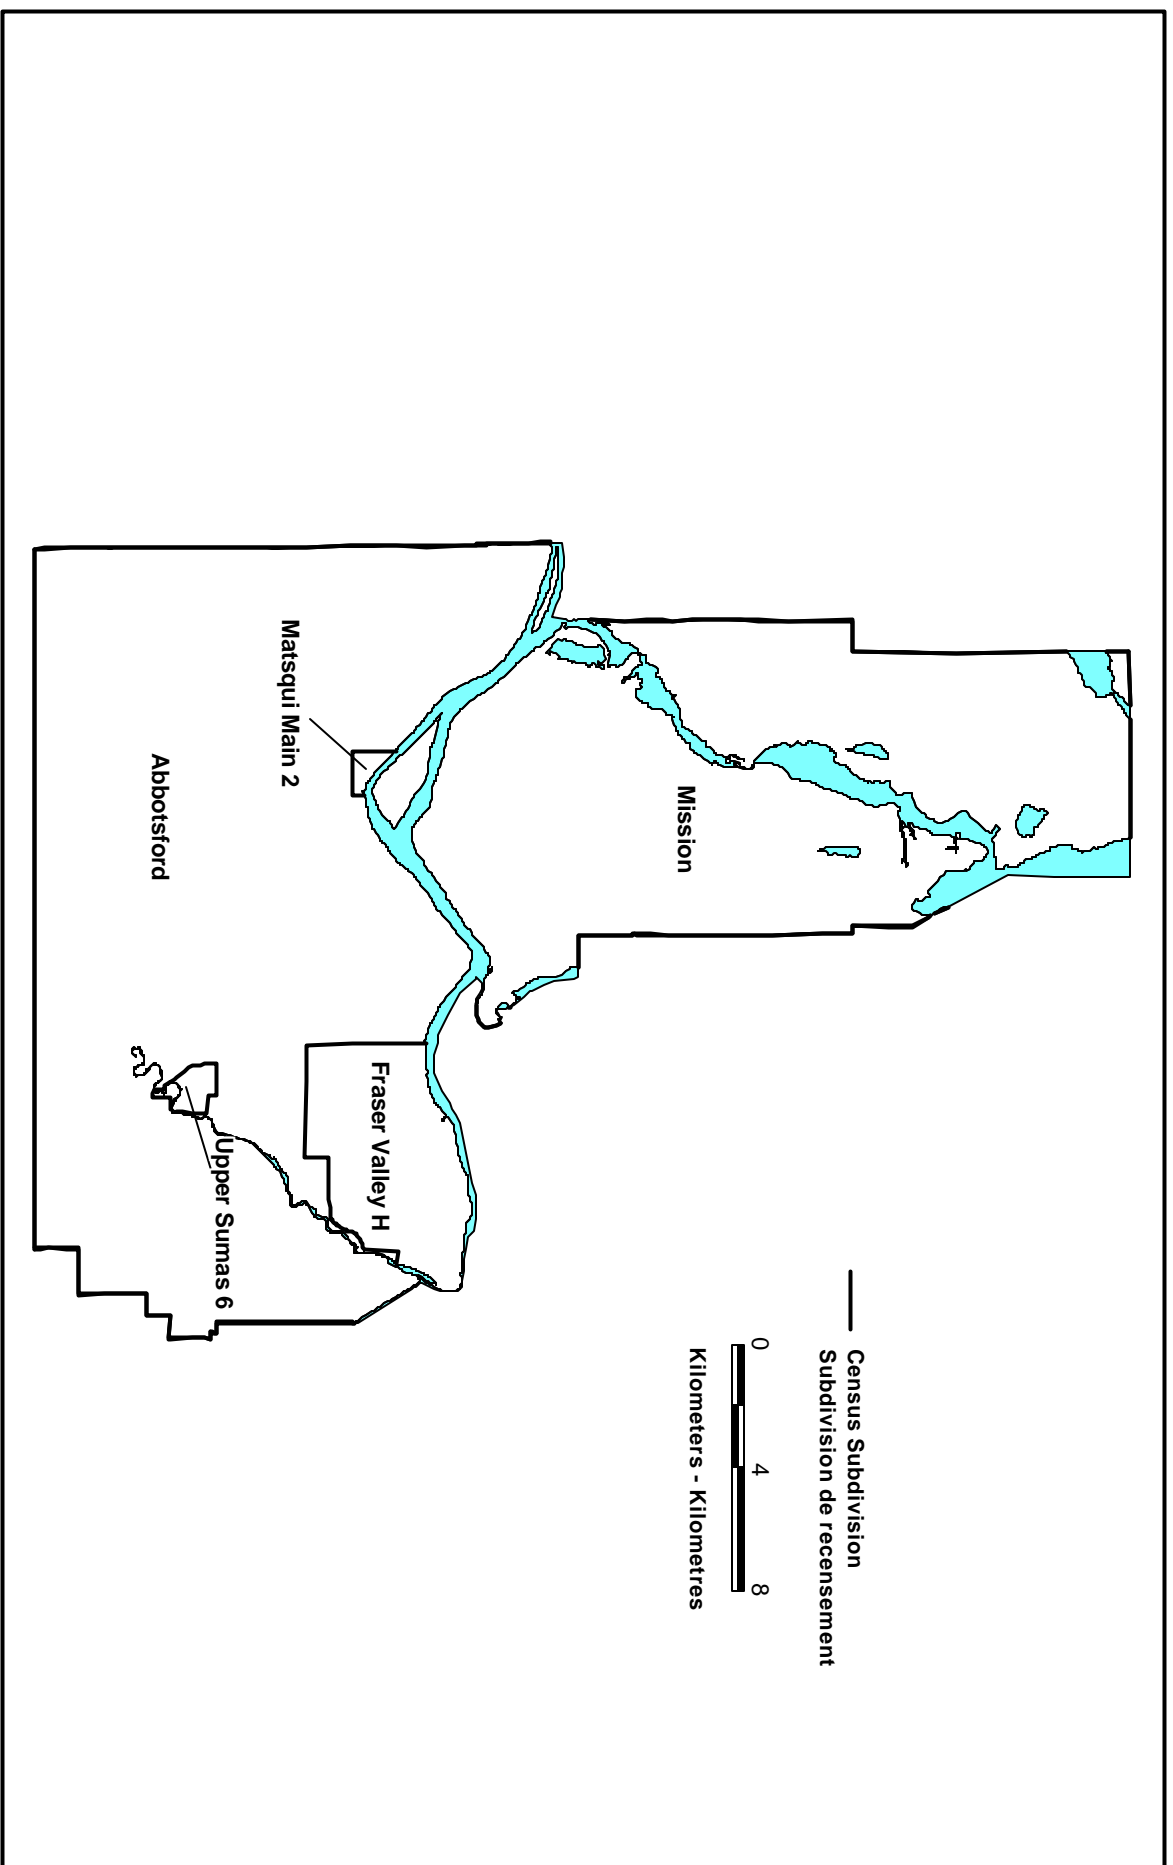 Mission
Matsqui Main 2
Fraser Valley H
Abbotsford
Upper Sumas 6
Census Subdivision
Subdivision de recensement
0 4 8
Kilometers - Kilometres